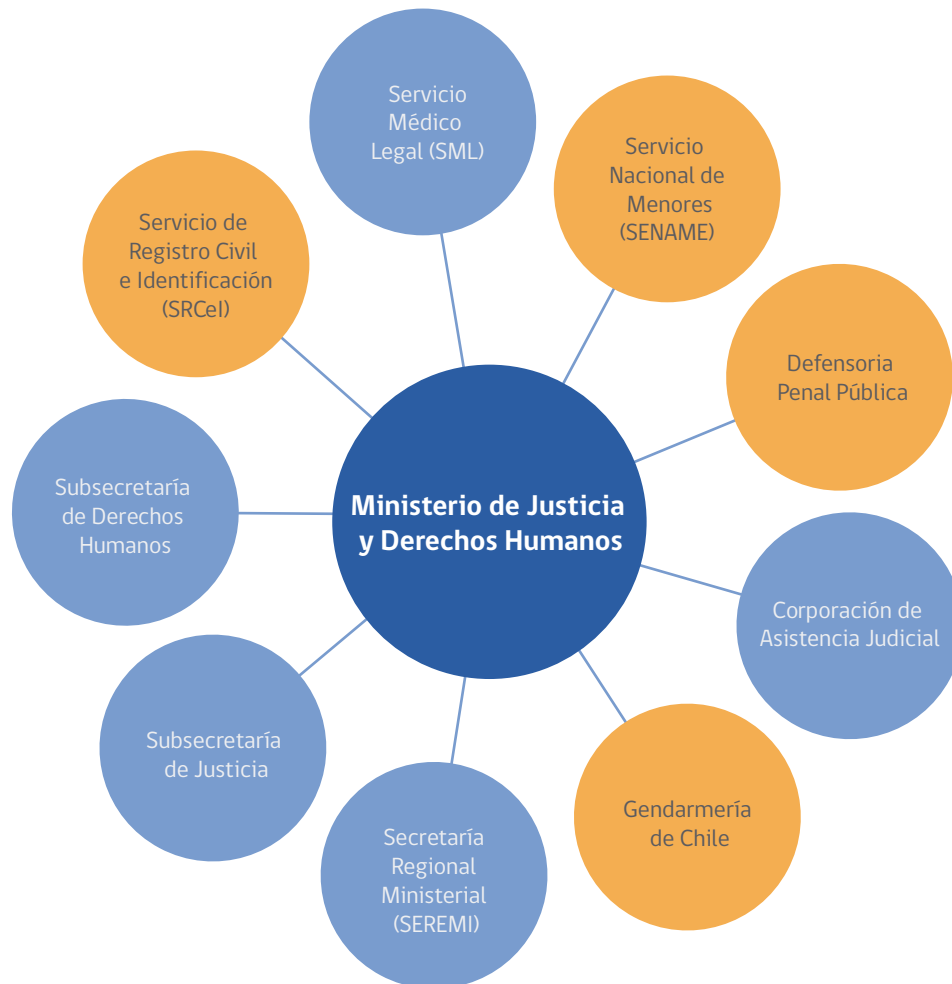 Servicio
Médico
Legal (SML)
Servicio
Nacional de
Menores
(SENAME)
Servicio de
Registro Civil
e Identificación
(SRCeI)
Defensoria
Penal Pública
Subsecretaría
de Derechos
Humanos
Ministerio de Justicia
y Derechos Humanos
Corporación de
Asistencia Judicial
Subsecretaría
de Justicia
Gendarmería
de Chile
Secretaría
Regional
Ministerial
(SEREMI)